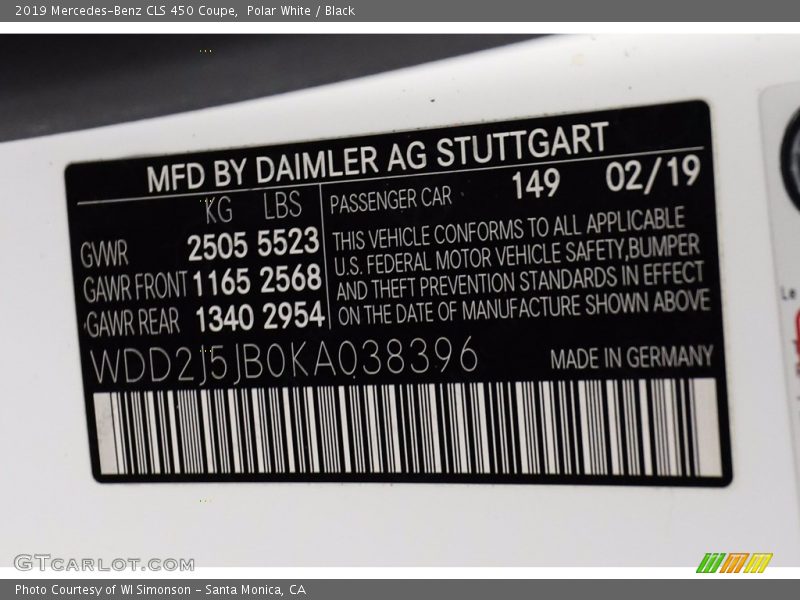 2019 Mercedes-Benz CLS 450 Coupe, Polar White / Black
MFD BY DAIMLER AG STUTTGART
KG LBS PASSENGER CAR 149 02/19
GVWR 2505 5523
GAWR FRONT 1165 2568
GAWR REAR 1340 2954
THIS VEHICLE CONFORMS TO ALL APPLICABLE
U.S. FEDERAL MOTOR VEHICLE SAFETY,BUMPER
AND THEFT PREVENTION STANDARDS IN EFFECT
ON THE DATE OF MANUFACTURE SHOWN ABOVE
WDD2J5JB0KA038396 MADE IN GERMANY
Le
GTCARLOT.COM
Photo Courtesy of WI Simonson - Santa Monica, CA